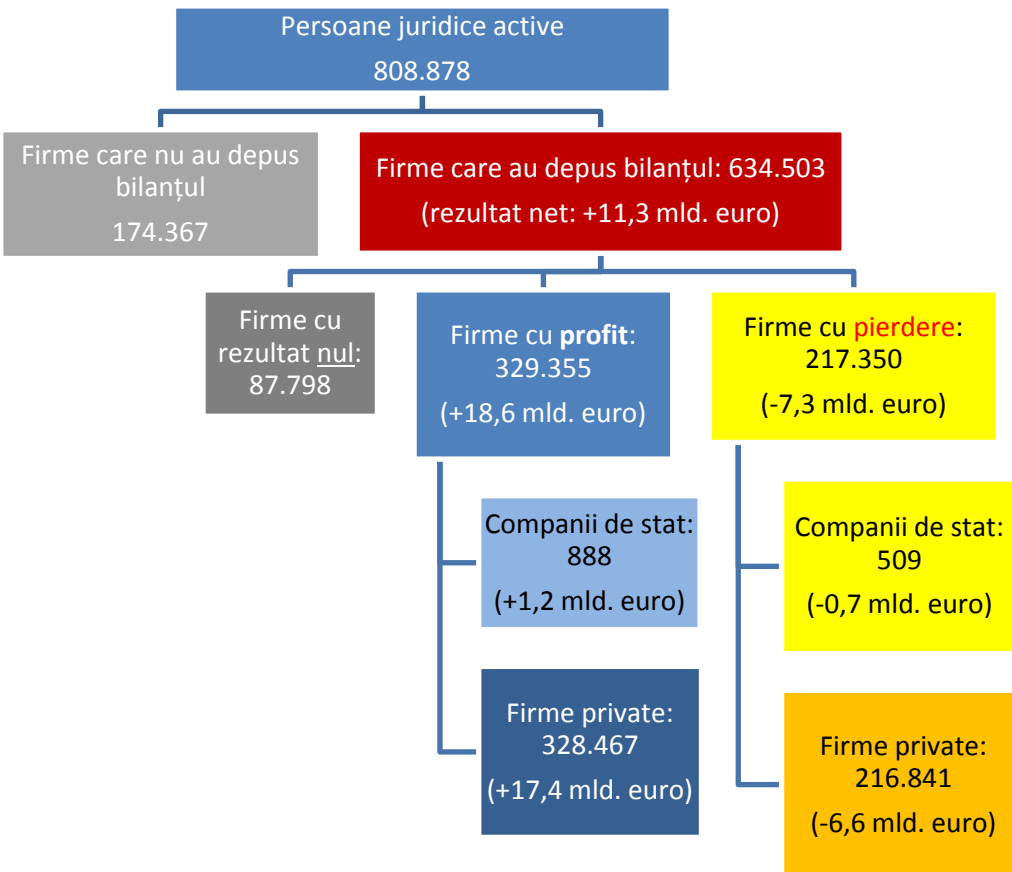 Persoane juridice active
808.878
Firme care nu au depus
bilanțul
174.367
Firme care au depus bilanțul: 634.503
(rezultat net: +11,3 mld. euro)
Firme cu
rezultat nul:
87.798
Firme cu profit:
329.355
(+18,6 mld. euro)
Firme cu pierdere:
217.350
(-7,3 mld. euro)
Companii de stat:
888
(+1,2 mld. euro)
Companii de stat:
509
(-0,7 mld. euro)
Firme private:
328.467
(+17,4 mld. euro)
Firme private:
216.841
(-6,6 mld. euro)